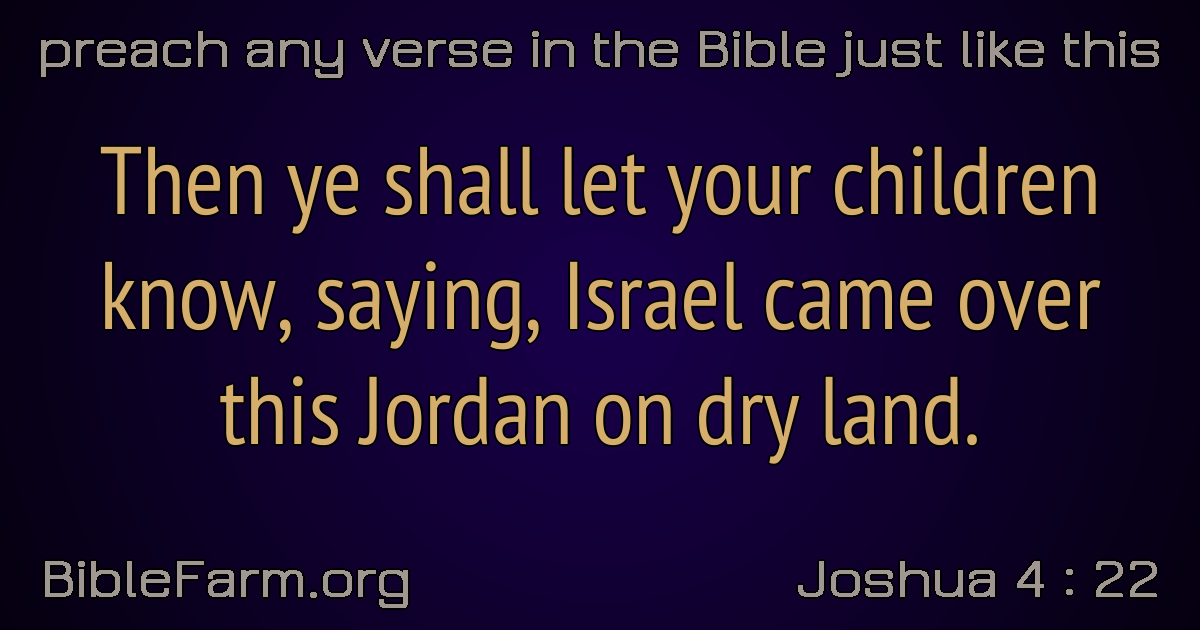 preach any verse in the Bible just like this
Then ye shall let your children
know, saying, Israel came over
this Jordan on dry land.
BibleFarm.org
Joshua 4 : 22